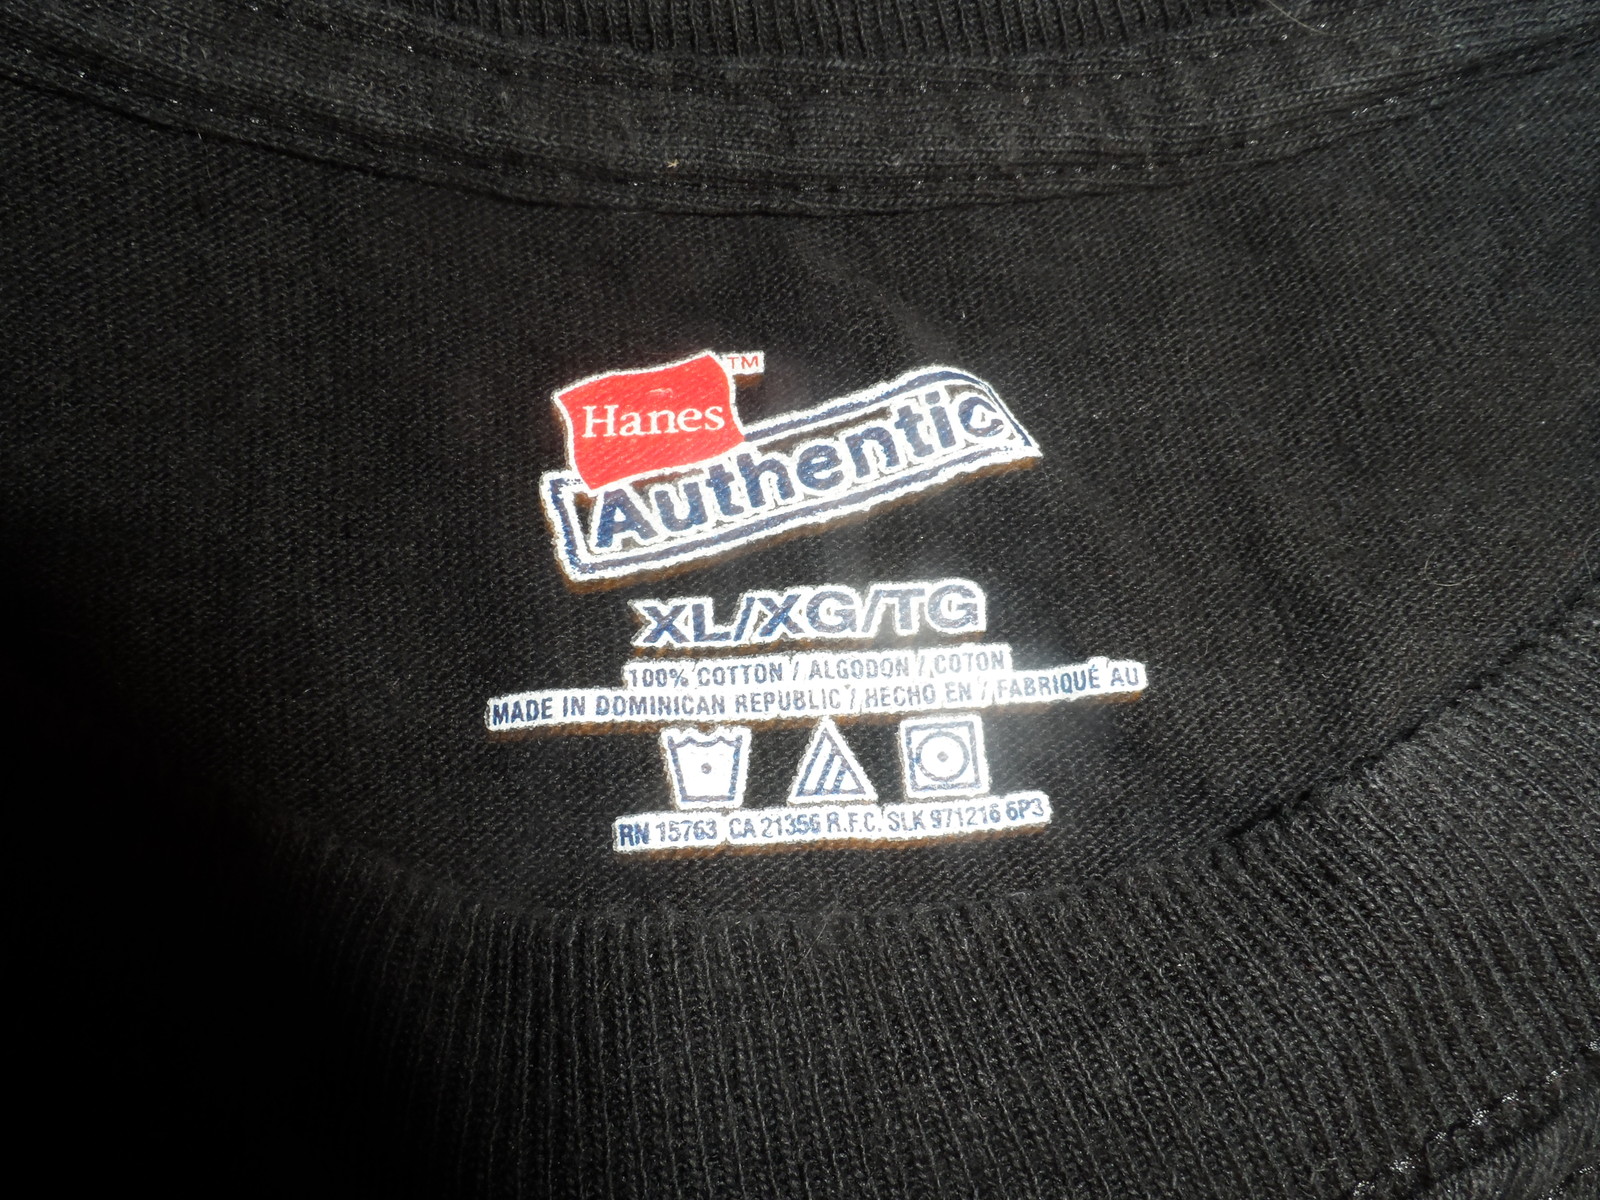 Hanes TM
Authentic
XL/XG/TG
100% COTTON / ALGODON / COTON
MADE IN DOMINICAN REPUBLIC / HECHO EN / FABRIQUÉ AU
RN 15763 CA 21356 R.F.C. SLK 971216 6P3